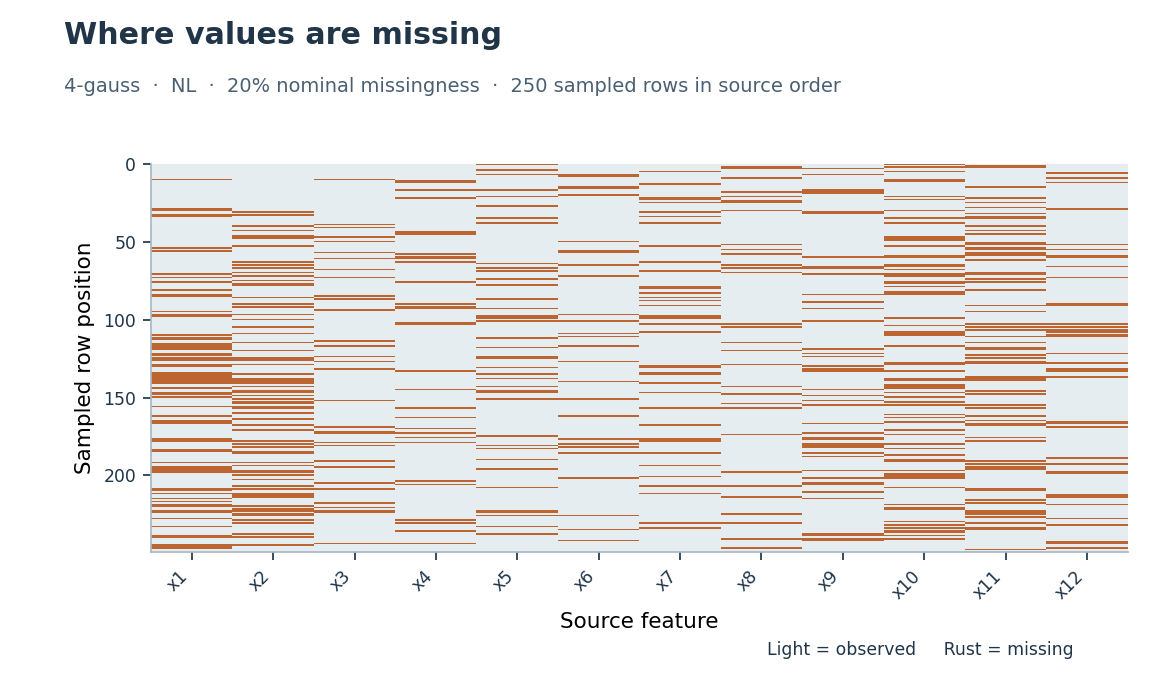 Where values are missing
4-gauss · NL · 20% nominal missingness · 250 sampled rows in source order
0
50
100
150
200
Sampled row position
x1 x2 x3 x4 x5 x6 x7 x8 x9 x10 x11 x12
Source feature
Light = observed Rust = missing